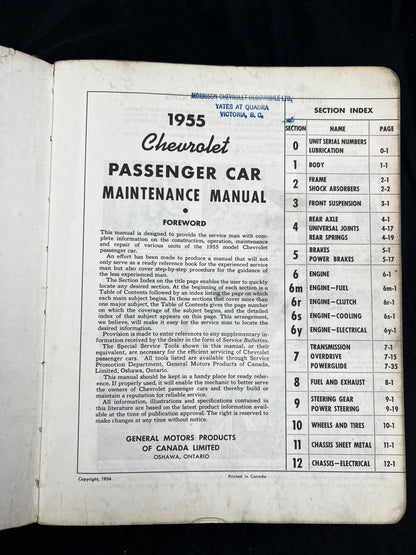 MORRISON CHEVROLET OLDSMOBILE LTD.
YATES AT QUADRA
VICTORIA, B. C.
1955
Chevrolet
PASSENGER CAR
MAINTENANCE MANUAL
FOREWORD
This manual is designed to provide the service man with com-
plete information on the construction, operation, maintenance
and repair of various units of the 1955 model Chevrolet
passenger car.
An effort has been made to produce a manual that will not
only serve as a ready reference book for the experienced service
man but also cover step-by-step procedure for the guidance of
the less experienced man.
The Section Index on the title page enables the user to quickly
locate any desired section. At the beginning of each section is a
Table of Contents followed by an index listing the page on which
each main subject begins. In those sections that cover more than
one major subject, the Table of Contents gives the page number
on which the coverage of the subject begins, and the detailed
index of that subject appears on this page. This arrangement,
we believe, will make it easy for the service man to locate the
desired information.
Provision is made to enter references to any supplementary in-
formation received by the dealer in the form of Service Bulletins.
The Special Service Tools shown in this manual, or their
equivalent, are necessary for the efficient servicing of Chevrolet
passenger cars. All tools listed are available through Service
Promotion Department, General Motors Products of Canada,
Limited, Oshawa, Ontario.
This manual should be kept in a handy place for ready refer-
ence. If properly used, it will enable the mechanic to better serve
the owners of Chevrolet passenger cars and thereby build or
maintain a reputation for reliable service.
All information, illustrations and specifications contained in
this literature are based on the latest product information avail-
able at the time of publication approval. The right is reserved to
make changes at any time without notice.
GENERAL MOTORS PRODUCTS
OF CANADA LIMITED
OSHAWA, ONTARIO
SECTION INDEX
SECTION NAME PAGE
0 UNIT SERIAL NUMBERS
LUBRICATION 0-1
1 BODY 1-1
2 FRAME 2-1
SHOCK ABSORBERS 2-2
3 FRONT SUSPENSION 3-1
4 REAR AXLE 4-1
UNIVERSAL JOINTS 4-17
REAR SPRINGS 4-19
5 BRAKES 5-1
POWER BRAKES 5-17
6 ENGINE 6-1
6m ENGINE—FUEL 6m-1
6r ENGINE—CLUTCH 6r-1
6s ENGINE—COOLING 6s-1
6y ENGINE—ELECTRICAL 6y-1
7 TRANSMISSION 7-1
OVERDRIVE 7-15
POWERGLIDE 7-35
8 FUEL AND EXHAUST 8-1
9 STEERING GEAR 9-1
POWER STEERING 9-19
10 WHEELS AND TIRES 10-1
11 CHASSIS SHEET METAL 11-1
12 CHASSIS—ELECTRICAL 12-1
Copyright, 1954
Printed in Canada